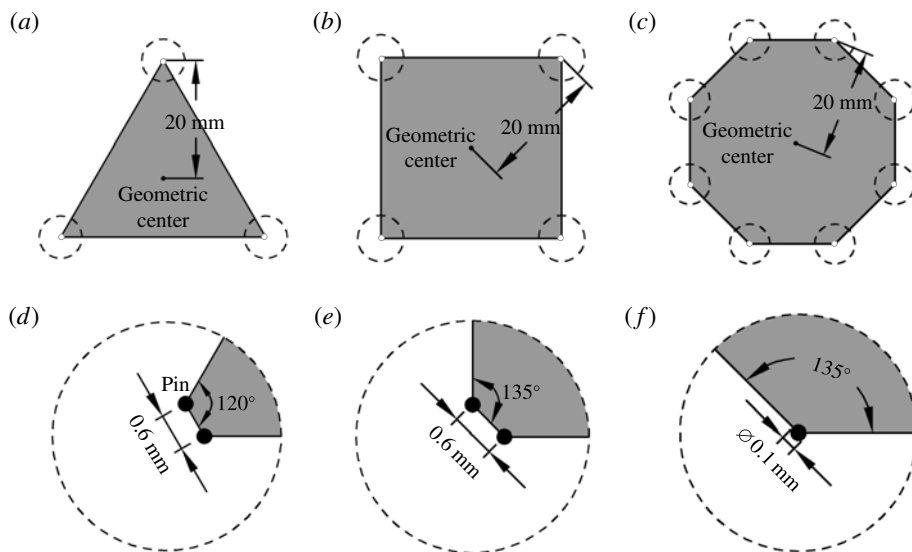 (a)
20 mm
Geometric
center
(b)
Geometric
center
20 mm
(c)
Geometric
center
20 mm
(d)
Pin
120°
0.6 mm
(e)
135°
0.6 mm
(f)
135°
∅0.1 mm